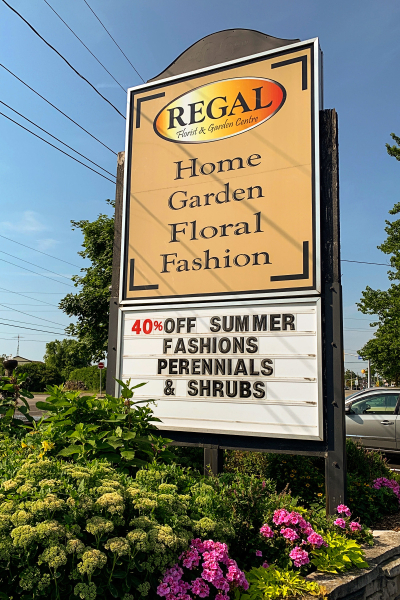 REGAL
Florist & Garden Centre
Home
Garden
Floral
Fashion
40% OFF SUMMER
FASHIONS
PERENNIALS
& SHRUBS